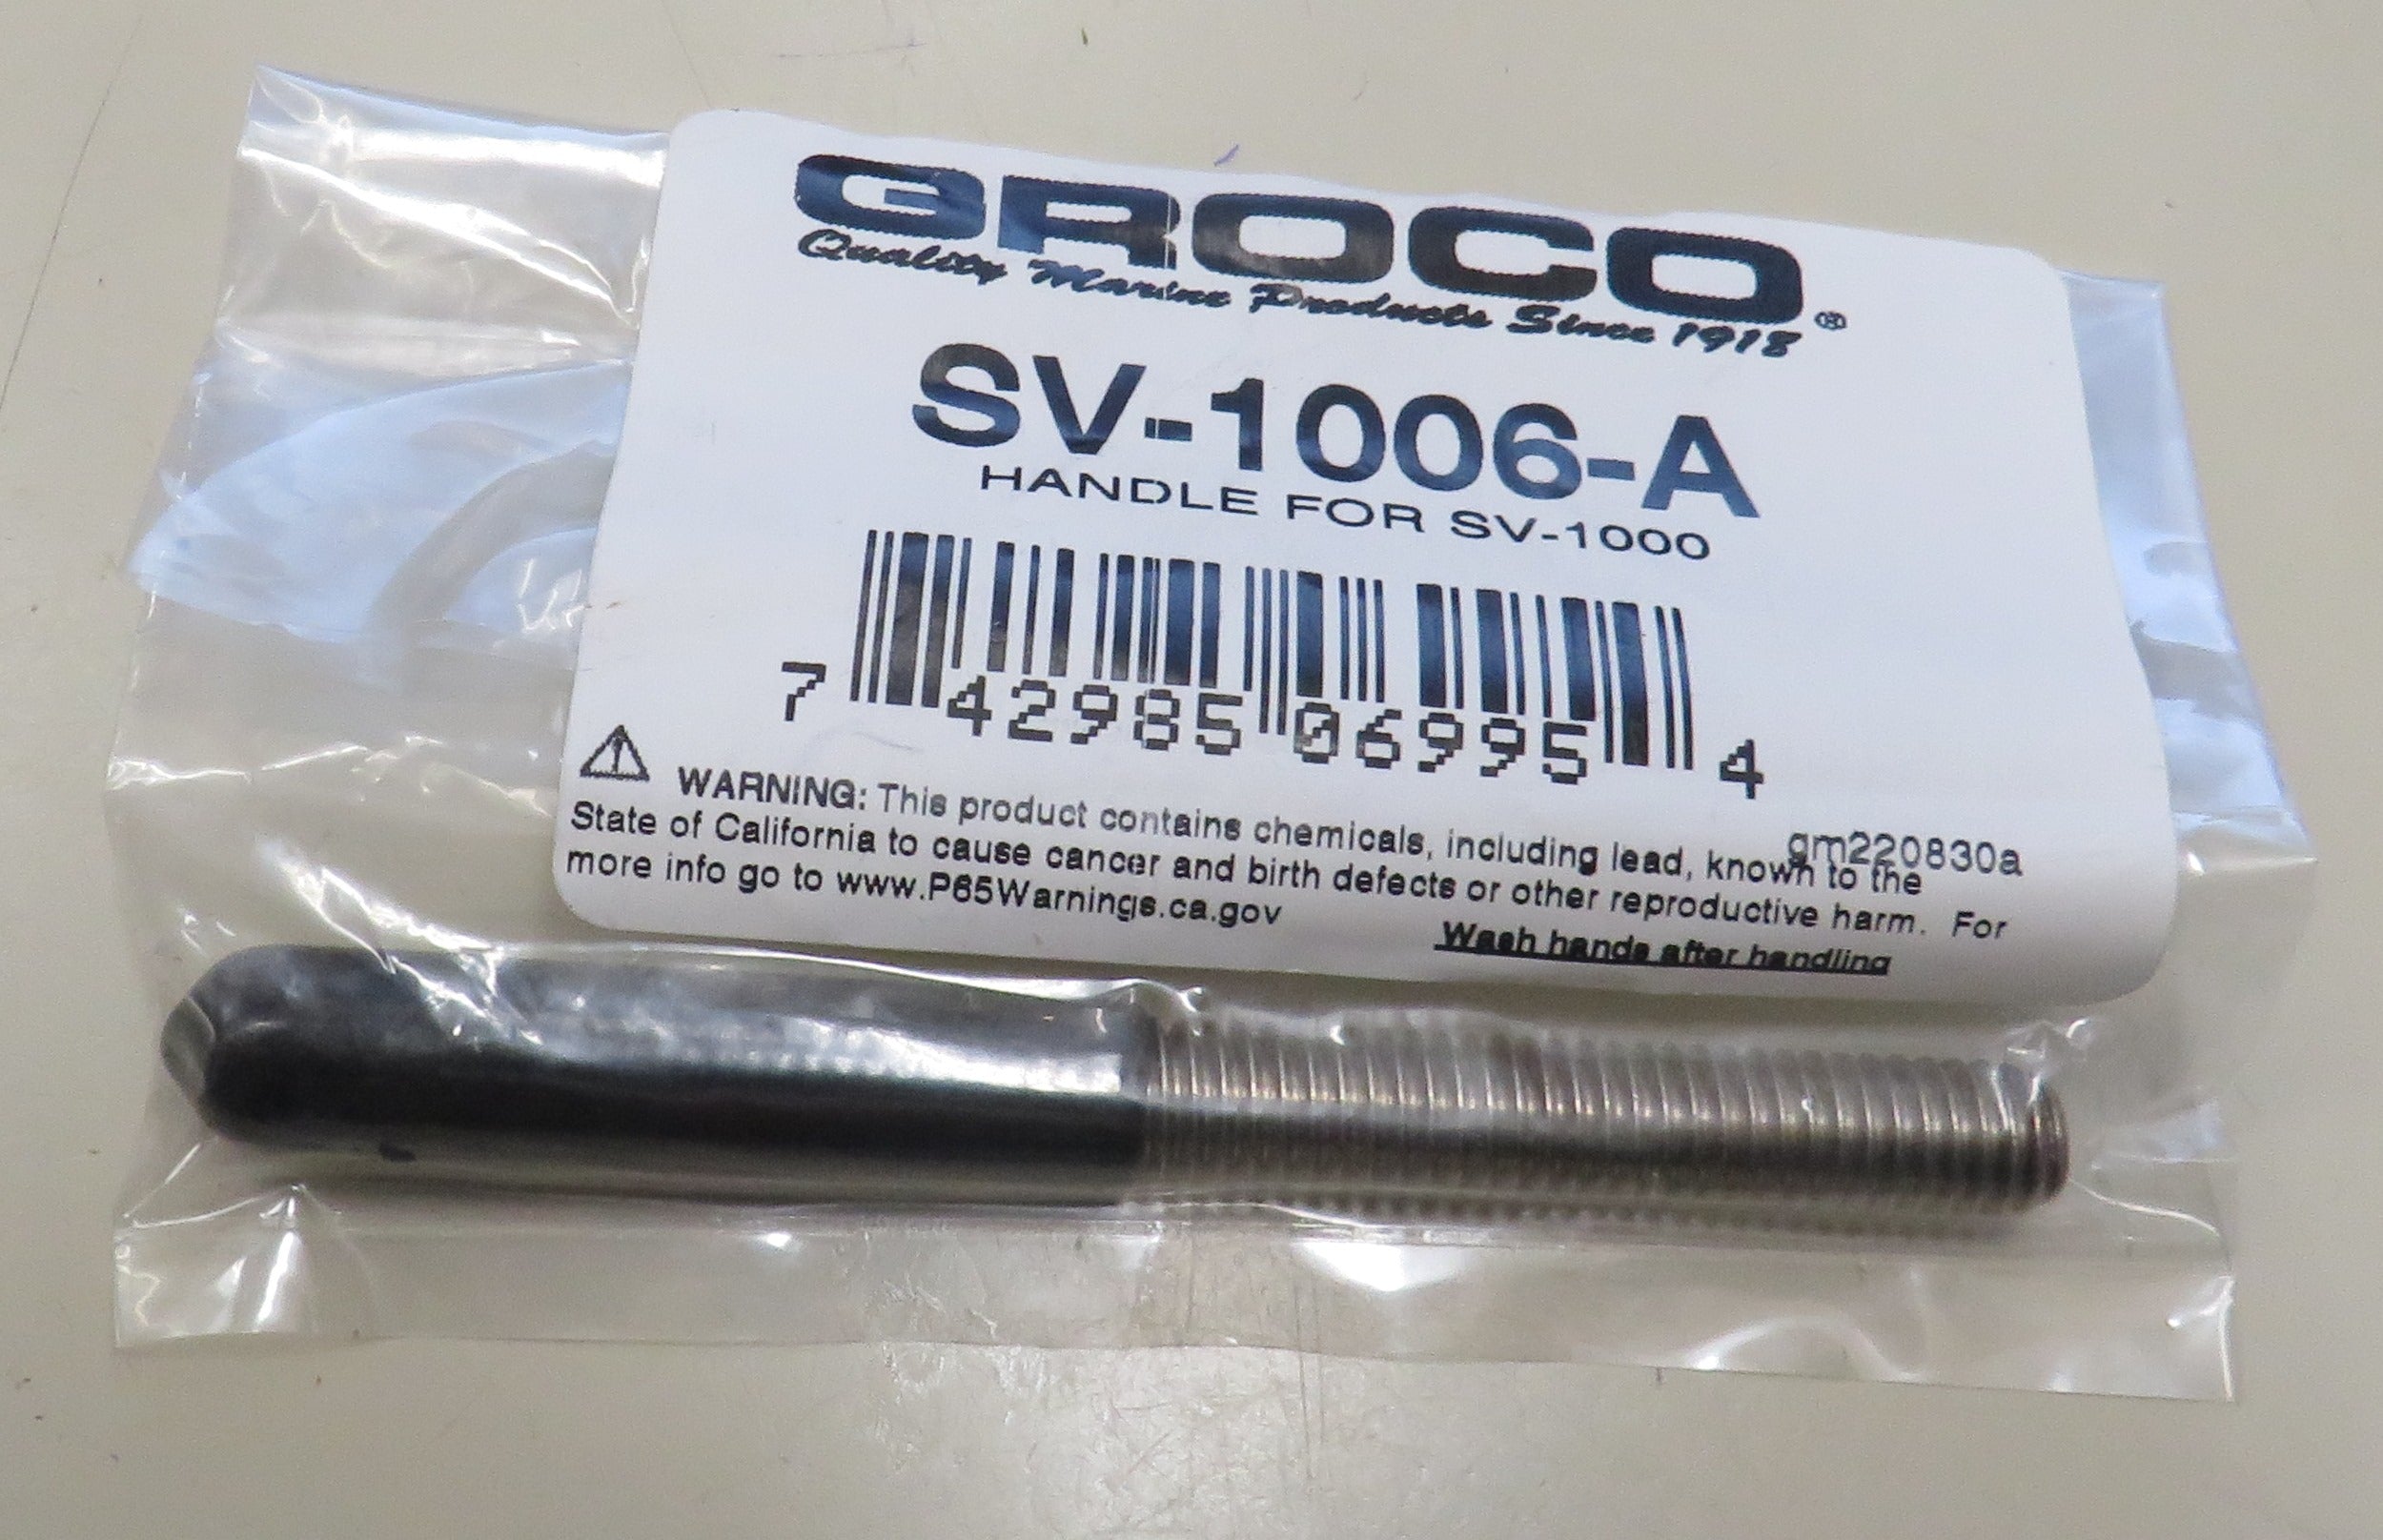 GROCO®
Quality Marine Products Since 1918
SV-1006-A
HANDLE FOR SV-1000
7 42985 06995 4
gm220830a
WARNING: This product contains chemicals, including lead, known to the
State of California to cause cancer and birth defects or other reproductive harm. For
more info go to www.P65Warnings.ca.gov
Wash hands after handling